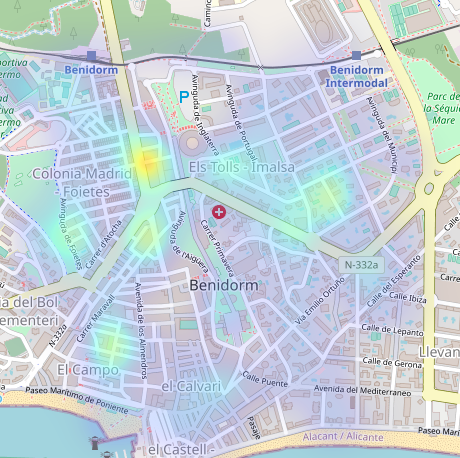 Camino
Benidorm
Benidorm
Intermodal
P
Parc de
la Séquia
Mare
Avinguda de Inglaterra
Avinguda de Portugal
Avinguda del Municipi
Els Tolls - Imalsa
Colonia Madrid
Foietes
Avinguda de Foietes
Carrer d'Atocha
Avinguda de l'Aigüera
Carrer Primavera
N-332a
Benidorm
Via Emilio Ortuño
Calle del Esperanto
Calle Ibiza
Calle de Lepanto
Calle de Gerona
Llevan
ia del Bol
ementeri
N-332a
Carrer Maravall
Avenida de los Almendros
El Campo
el Calvari
Calle Puente
Avenida del Mediterraneo
Paseo Marítimo de Poniente
Pasaje
Paseo Marí
Alacant / Alicante
el Castell -